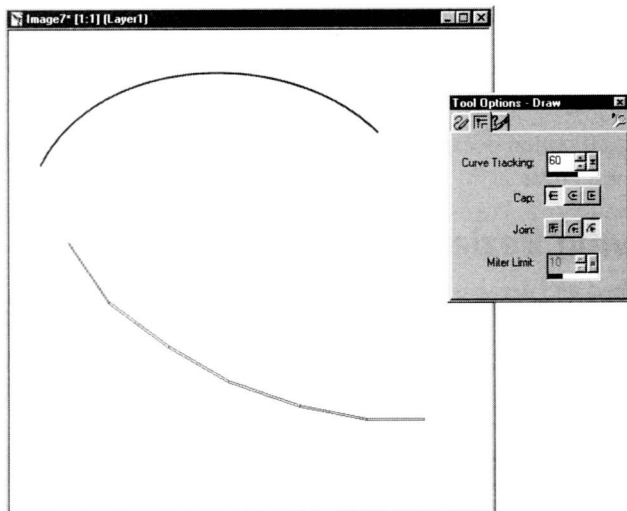 Image7* [1:1] (Layer1)
Tool Options - Draw
Curve Tracking: 60
Cap:
Join:
Miter Limit: 10